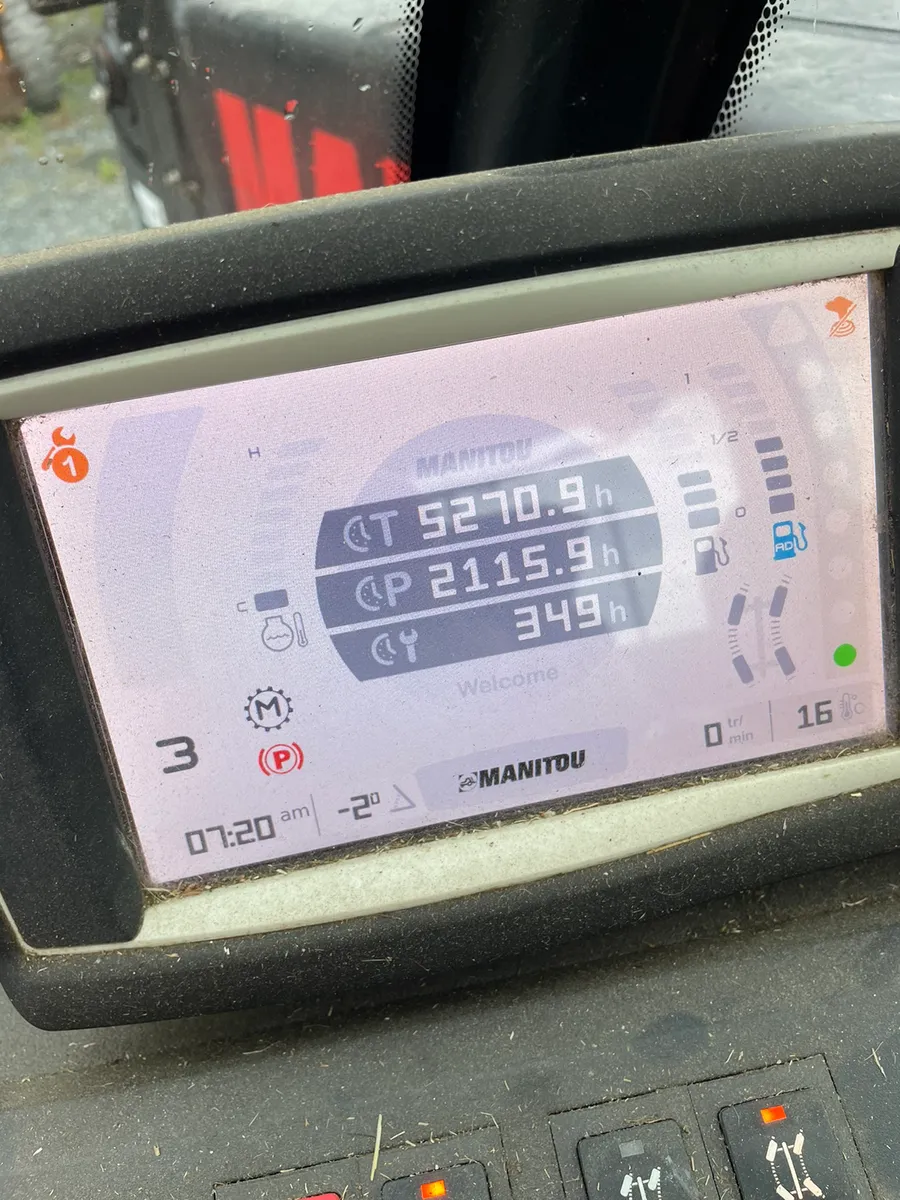 1
H
1
1/2
MANITOU
T 5270.9 h
P 2115.9 h
349 h
0
AD
C
Welcome
M
3
P
0 tr/min
16
MANITOU
-2°
07:20 am